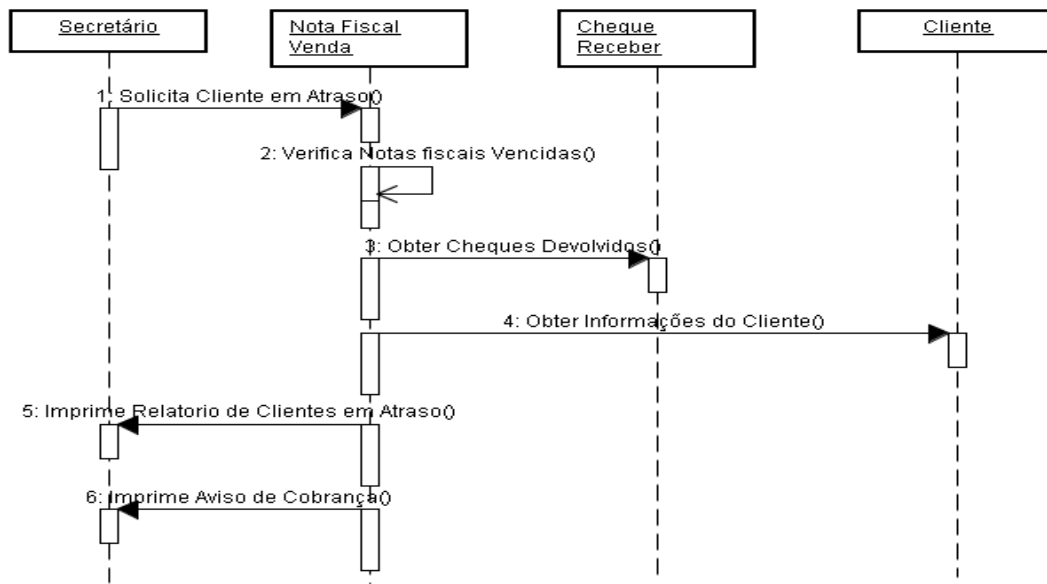 Secretário
Nota Fiscal
Venda
Cheque
Receber
Cliente
1: Solicita Cliente em Atraso()
2: Verifica Notas fiscais Vencidas()
3: Obter Cheques Devolvidos()
4: Obter Informações do Cliente()
5: Imprime Relatorio de Clientes em Atraso()
6: Imprime Aviso de Cobrança()